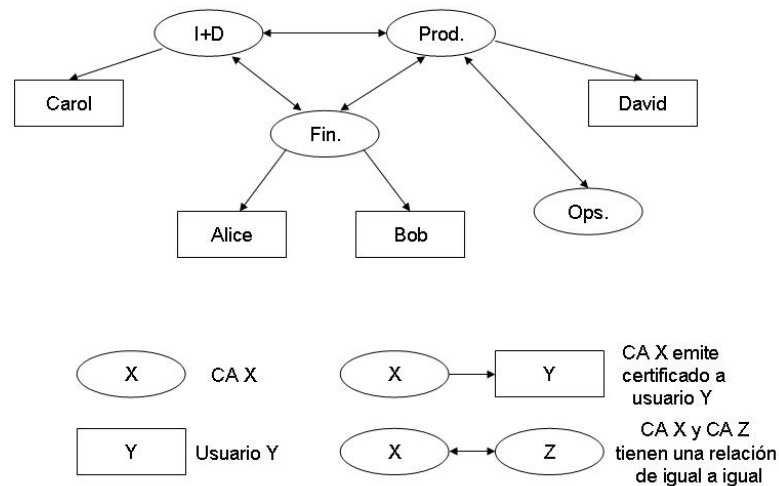 I+D
Prod.
Carol
David
Fin.
Alice
Bob
Ops.
X
CA X
X
Y
CA X emite
certificado a
usuario Y
Y
Usuario Y
X
Z
CA X y CA Z
tienen una relación
de igual a igual